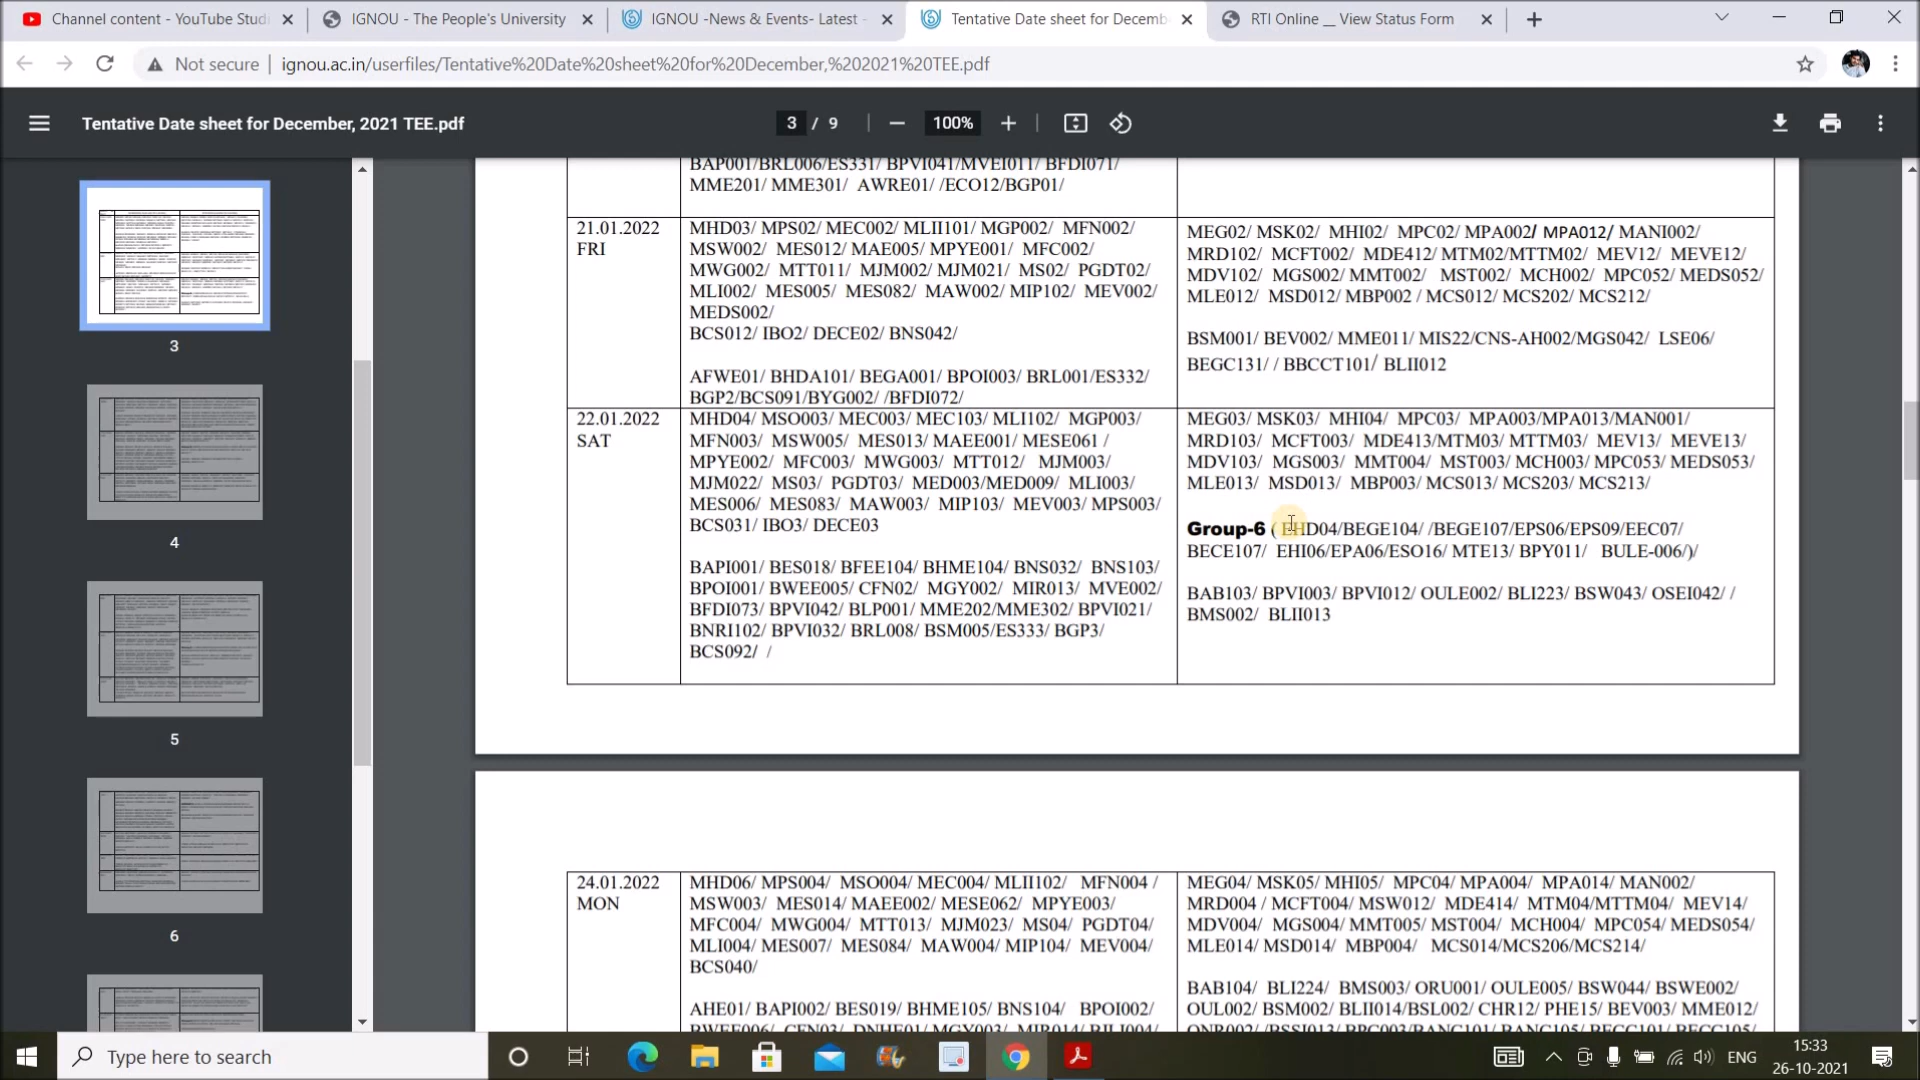 Channel content - YouTube Studi
IGNOU - The People's University
IGNOU -News & Events- Latest -
Tentative Date sheet for Decemb
RTI Online __ View Status Form
Not secure
ignou.ac.in/userfiles/Tentative%20Date%20sheet%20for%20December,%202021%20TEE.pdf
Tentative Date sheet for December, 2021 TEE.pdf
3 / 9
100%
3
4
5
6
BAP001/BRL006/ES331/ BPVI041/MVEI011/ BFDI071/
MME201/ MME301/ AWRE01/ /ECO12/BGP01/
21.01.2022
FRI
MHD03/ MPS02/ MEC002/ MLII101/ MGP002/ MFN002/
MSW002/ MES012/ MAE005/ MPYE001/ MFC002/
MWG002/ MTT011/ MJM002/ MJM021/ MS02/ PGDT02/
MLI002/ MES005/ MES082/ MAW002/ MIP102/ MEV002/
MEDS002/
BCS012/ IBO2/ DECE02/ BNS042/
AFWE01/ BHDA101/ BEGA001/ BPOI003/ BRL001/ES332/
BGP2/BCS091/BYG002/ /BFDI072/
MEG02/ MSK02/ MHI02/ MPC02/ MPA002/ MPA012/ MANI002/
MRD102/ MCFT002/ MDE412/ MTM02/MTTM02/ MEV12/ MEVE12/
MDV102/ MGS002/ MMT002/ MST002/ MCH002/ MPC052/ MEDS052/
MLE012/ MSD012/ MBP002 / MCS012/ MCS202/ MCS212/
BSM001/ BEV002/ MME011/ MIS22/CNS-AH002/MGS042/ LSE06/
BEGC131/ / BBCCT101/ BLII012
22.01.2022
SAT
MHD04/ MSO003/ MEC003/ MEC103/ MLI102/ MGP003/
MFN003/ MSW005/ MES013/ MAEE001/ MESE061 /
MPYE002/ MFC003/ MWG003/ MTT012/ MJM003/
MJM022/ MS03/ PGDT03/ MED003/MED009/ MLI003/
MES006/ MES083/ MAW003/ MIP103/ MEV003/ MPS003/
BCS031/ IBO3/ DECE03
BAPI001/ BES018/ BFEE104/ BHME104/ BNS032/ BNS103/
BPOI001/ BWEE005/ CFN02/ MGY002/ MIR013/ MVE002/
BFDI073/ BPVI042/ BLP001/ MME202/MME302/ BPVI021/
BNRI102/ BPVI032/ BRL008/ BSM005/ES333/ BGP3/
BCS092/ /
MEG03/ MSK03/ MHI04/ MPC03/ MPA003/MPA013/MAN001/
MRD103/ MCFT003/ MDE413/MTM03/ MTTM03/ MEV13/ MEVE13/
MDV103/ MGS003/ MMT004/ MST003/ MCH003/ MPC053/ MEDS053/
MLE013/ MSD013/ MBP003/ MCS013/ MCS203/ MCS213/
Group-6 ( EHD04/BEGE104/ /BEGE107/EPS06/EPS09/EEC07/
BECE107/ EHI06/EPA06/ESO16/ MTE13/ BPY011/ BULE-006/)/
BAB103/ BPVI003/ BPVI012/ OULE002/ BLI223/ BSW043/ OSEI042/ /
BMS002/ BLII013
24.01.2022
MON
MHD06/ MPS004/ MSO004/ MEC004/ MLII102/ MFN004 /
MSW003/ MES014/ MAEE002/ MESE062/ MPYE003/
MFC004/ MWG004/ MTT013/ MJM023/ MS04/ PGDT04/
MLI004/ MES007/ MES084/ MAW004/ MIP104/ MEV004/
BCS040/
AHE01/ BAPI002/ BES019/ BHME105/ BNS104/ BPOI002/
BWEE006/ CFN03/ DNHE01/ MGY003/ MIR014/
MEG04/ MSK05/ MHI05/ MPC04/ MPA004/ MPA014/ MAN002/
MRD004 / MCFT004/ MSW012/ MDE414/ MTM04/MTTM04/ MEV14/
MDV004/ MGS004/ MMT005/ MST004/ MCH004/ MPC054/ MEDS054/
MLE014/ MSD014/ MBP004/ MCS014/MCS206/MCS214/
BAB104/ BLI224/ BMS003/ ORU001/ OULE005/ BSW044/ BSWE002/
OUL002/ BSM002/ BLII014/BSL002/ CHR12/ PHE15/ BEV003/ MME012/
Type here to search
ENG
15:33
26-10-2021